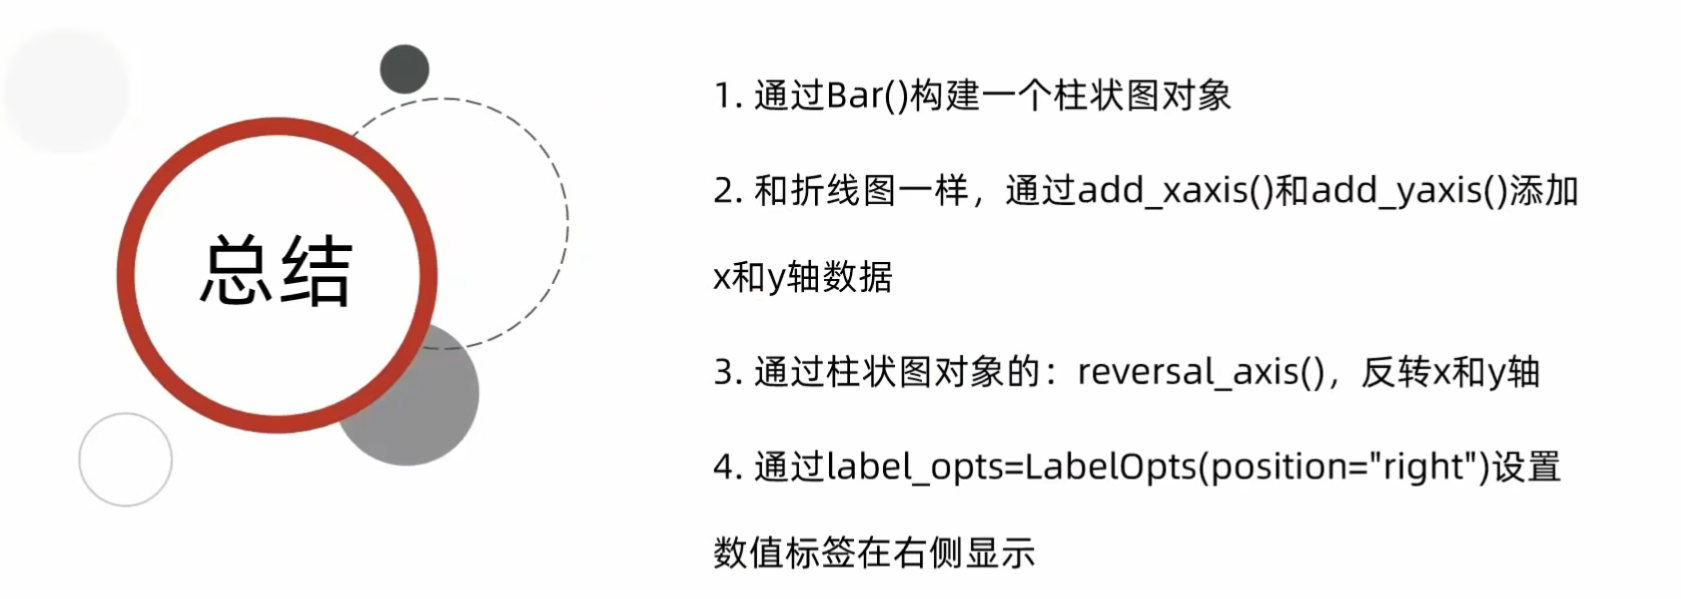 总结
1. 通过Bar()构建一个柱状图对象
2. 和折线图一样，通过add_xaxis()和add_yaxis()添加
x和y轴数据
3. 通过柱状图对象的：reversal_axis()，反转x和y轴
4. 通过label_opts=LabelOpts(position="right")设置
数值标签在右侧显示